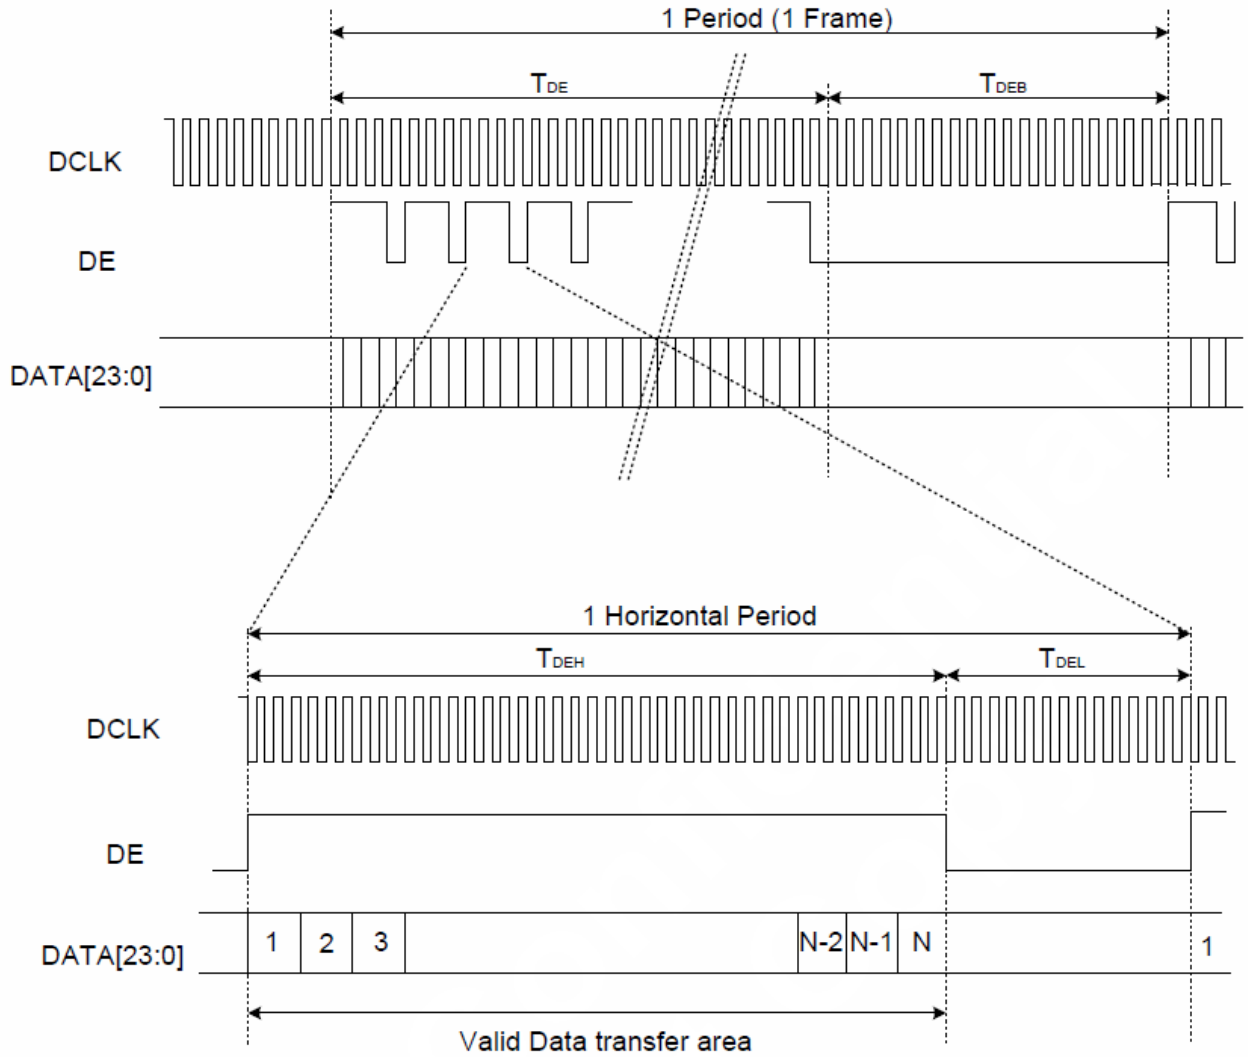 1 Period (1 Frame)
TDE
TDEB
DCLK
DE
DATA[23:0]
1 Horizontal Period
TDEH
TDEL
DCLK
DE
DATA[23:0]
1 2 3 N-2 N-1 N 1
Valid Data transfer area